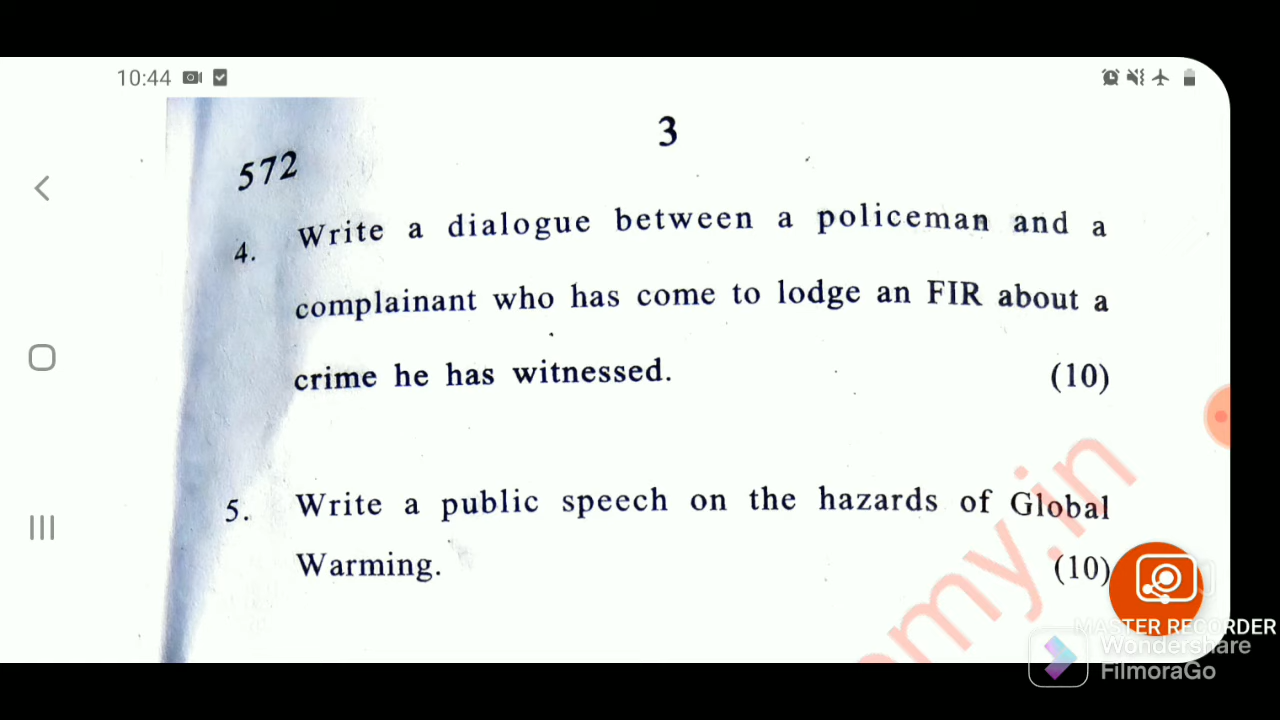 10:44
3
572
4. Write a dialogue between a policeman and a
complainant who has come to lodge an FIR about a
crime he has witnessed. (10)
5. Write a public speech on the hazards of Global
Warming. (10)
my.in
MASTER RECORDER
Wondershare
FilmoraGo